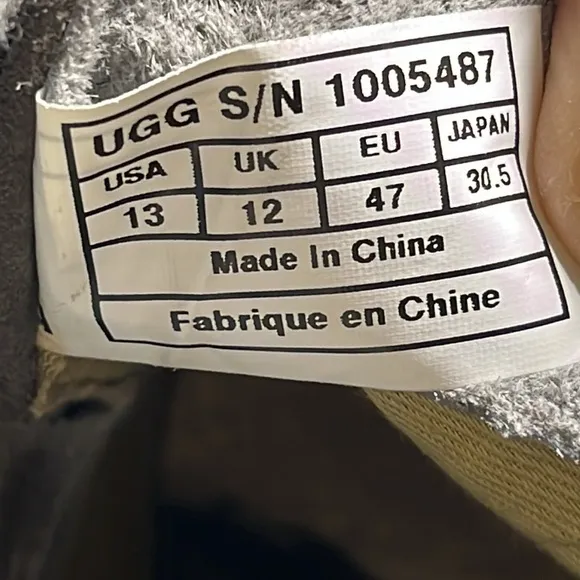 UGG S/N 1005487
USA UK EU JAPAN
13 12 47 30.5
Made In China
Fabrique en Chine